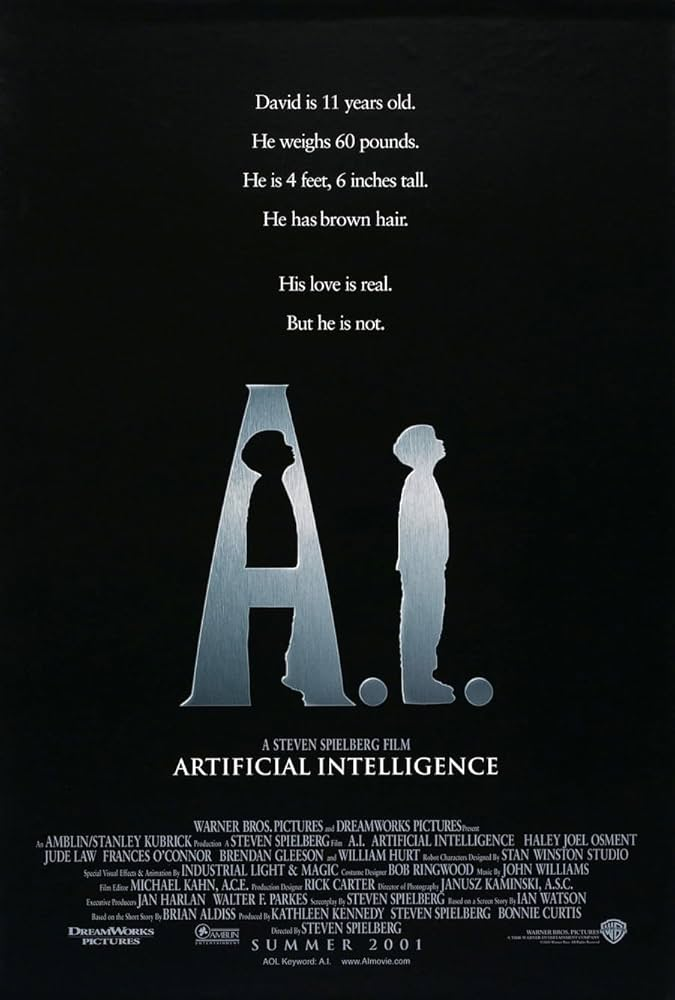 David is 11 years old.
He weighs 60 pounds.
He is 4 feet, 6 inches tall.
He has brown hair.
His love is real.
But he is not.
A.I.
A STEVEN SPIELBERG FILM
ARTIFICIAL INTELLIGENCE
WARNER BROS. PICTURES and DREAMWORKS PICTURES Present
An AMBLIN/STANLEY KUBRICK Production A STEVEN SPIELBERG Film A.I. ARTIFICIAL INTELLIGENCE HALEY JOEL OSMENT
JUDE LAW FRANCES O'CONNOR BRENDAN GLEESON and WILLIAM HURT Robot Characters Designed By STAN WINSTON STUDIO
Special Visual Effects & Animation By INDUSTRIAL LIGHT & MAGIC Costume Designer BOB RINGWOOD Music By JOHN WILLIAMS
Film Editor MICHAEL KAHN, A.C.E. Production Designer RICK CARTER Director of Photography JANUSZ KAMINSKI, A.S.C.
Executive Producers JAN HARLAN WALTER F. PARKES Screenplay By STEVEN SPIELBERG Based on a Screen Story By IAN WATSON
Based on the Short Story By BRIAN ALDISS Produced By KATHLEEN KENNEDY STEVEN SPIELBERG BONNIE CURTIS
Directed By STEVEN SPIELBERG
DREAMWORKS
PICTURES
AMBLIN
ENTERTAINMENT
SUMMER 2001
WARNER BROS. PICTURES
AOL Keyword: A.I. www.AImovie.com